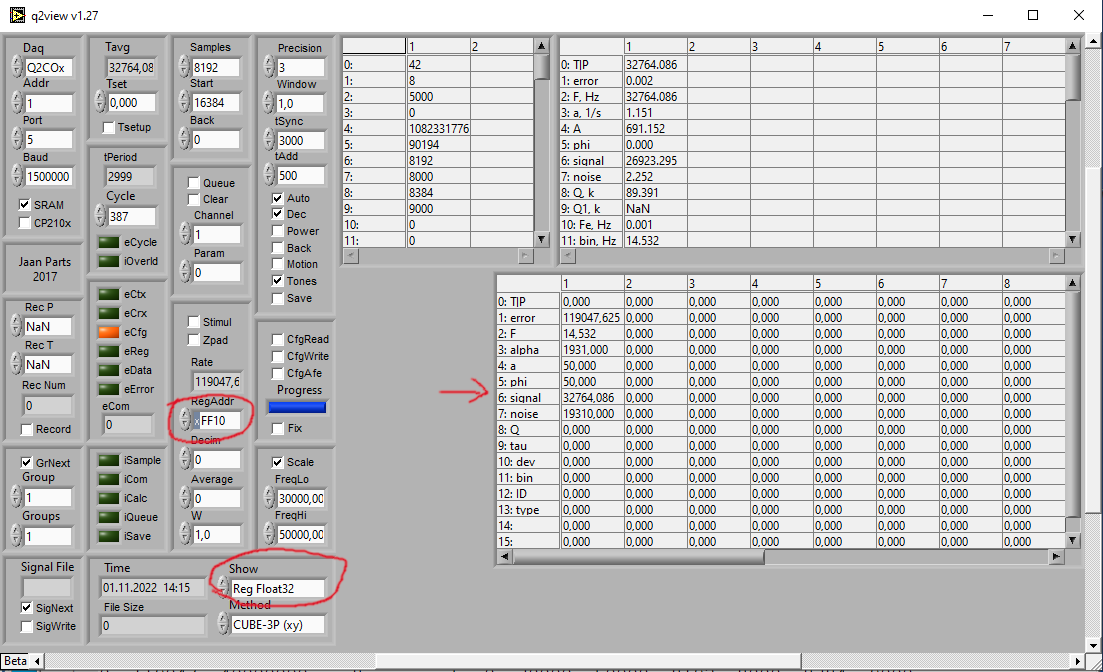 q2view v1.27
Daq
Q2COx
Addr
1
Port
5
Baud
1500000
SRAM
CP210x
Jaan Parts
2017
Rec P
NaN
Rec T
NaN
Rec Num
0
Record
GrNext
Group
1
Groups
1
Signal File
SigNext
SigWrite
Tavg
32764,08
Tset
0,000
Tsetup
tPeriod
2999
Cycle
387
eCycle
iOverld
eCtx
eCrx
eCfg
eReg
eData
eError
eCom
0
iSample
iCom
iCalc
iQueue
iSave
Time
01.11.2022 14:15
File Size
0
Samples
8192
Start
16384
Back
0
Queue
Clear
Channel
1
Param
0
Stimul
Zpad
Rate
119047,6
RegAddr
xFF10
Decim
0
Average
0
W
1,0
Show
Reg Float32
Method
CUBE-3P (xy)
Precision
3
Window
1,0
tSync
3000
tAdd
500
Auto
Dec
Power
Back
Motion
Tones
Save
CfgRead
CfgWrite
CfgAfe
Progress
Fix
Scale
FreqLo
30000,00
FreqHi
50000,00
1 2
0: 42
1: 8
2: 5000
3: 0
4: 1082331776
5: 90194
6: 8192
7: 8000
8: 8384
9: 9000
10: 0
11: 0
1 2 3 4 5 6 7
0: T|P 32764.086
1: error 0.002
2: F, Hz 32764.086
3: a, 1/s 1.151
4: A 691.152
5: phi 0.000
6: signal 26923.295
7: noise 2.252
8: Q, k 89.391
9: Q1, k NaN
10: Fe, Hz 0.001
11: bin, Hz 14.532
1 2 3 4 5 6 7 8
0: T|P 0,000 0,000 0,000 0,000 0,000 0,000 0,000 0,000
1: error 119047,625 0,000 0,000 0,000 0,000 0,000 0,000 0,000
2: F 14,532 0,000 0,000 0,000 0,000 0,000 0,000 0,000
3: alpha 1931,000 0,000 0,000 0,000 0,000 0,000 0,000 0,000
4: a 50,000 0,000 0,000 0,000 0,000 0,000 0,000 0,000
5: phi 50,000 0,000 0,000 0,000 0,000 0,000 0,000 0,000
6: signal 32764,086 0,000 0,000 0,000 0,000 0,000 0,000 0,000
7: noise 19310,000 0,000 0,000 0,000 0,000 0,000 0,000 0,000
8: Q 0,000 0,000 0,000 0,000 0,000 0,000 0,000 0,000
9: tau 0,000 0,000 0,000 0,000 0,000 0,000 0,000 0,000
10: dev 0,000 0,000 0,000 0,000 0,000 0,000 0,000 0,000
11: bin 0,000 0,000 0,000 0,000 0,000 0,000 0,000 0,000
12: ID 0,000 0,000 0,000 0,000 0,000 0,000 0,000 0,000
13: type 0,000 0,000 0,000 0,000 0,000 0,000 0,000 0,000
14: 0,000 0,000 0,000 0,000 0,000 0,000 0,000 0,000
15: 0,000 0,000 0,000 0,000 0,000 0,000 0,000 0,000
Beta